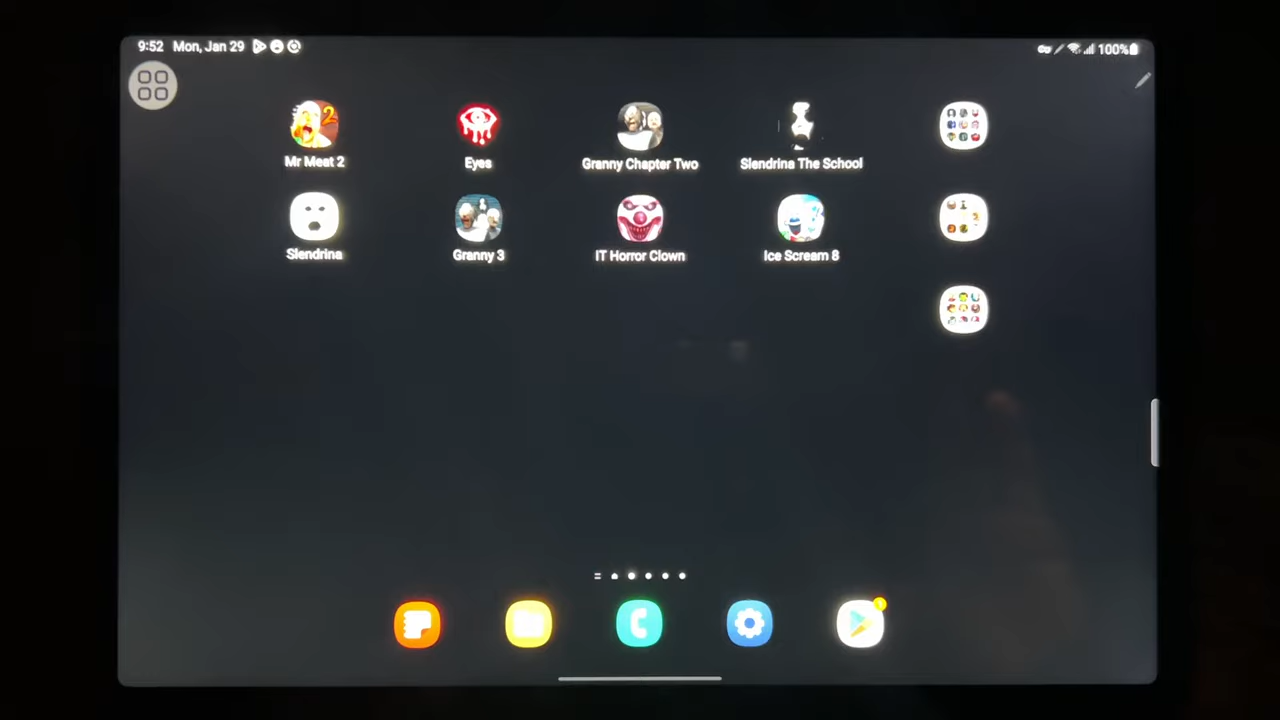 9:52 Mon, Jan 29 100%
Mr Meat 2 Eyes Granny Chapter Two Slendrina The School
Slendrina Granny 3 IT Horror Clown Ice Scream 8